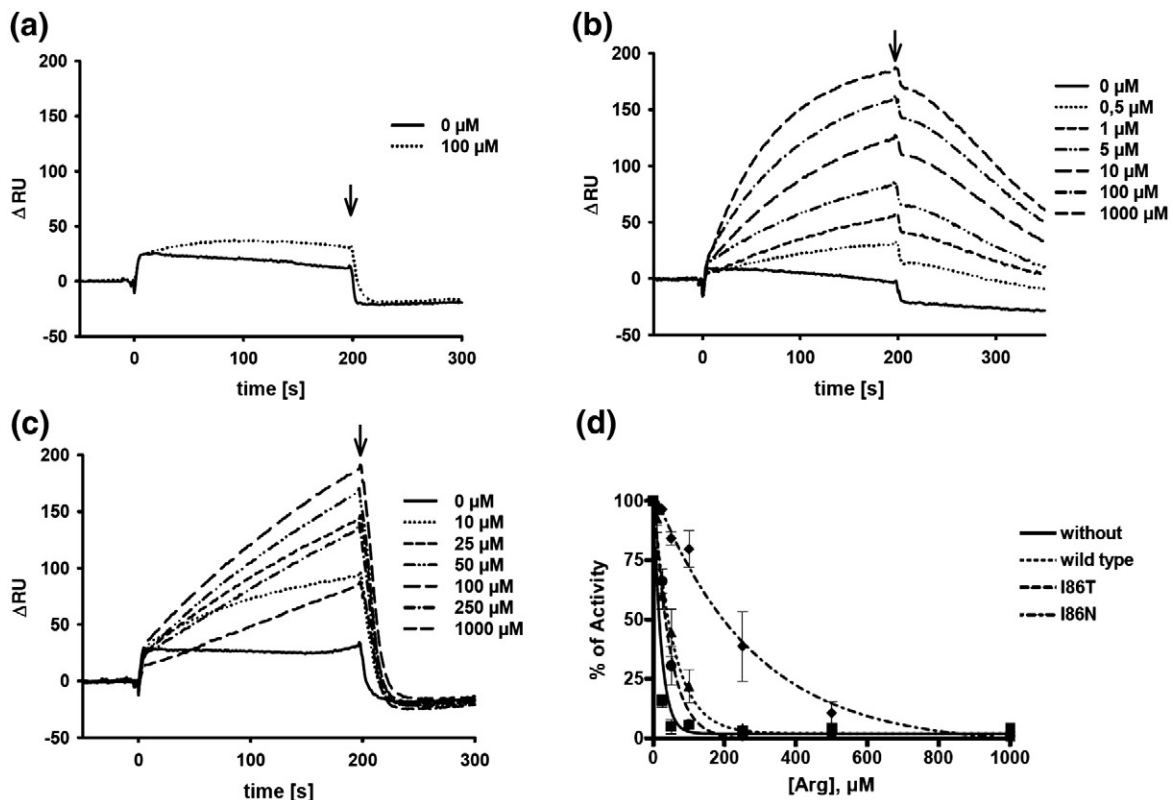 (a)
200
150
100
50
0
-50
Δ RU
0 µM
100 µM
0
100
200
300
time [s]
(b)
200
150
100
50
0
-50
ΔRU
0 µM
0,5 µM
1 µM
5 µM
10 µM
100 µM
1000 µM
0
100
200
300
time [s]
(c)
200
150
100
50
0
-50
ΔRU
0 µM
10 µM
25 µM
50 µM
100 µM
250 µM
1000 µM
0
100
200
300
time [s]
(d)
100
75
50
25
0
% of Activity
without
wild type
I86T
I86N
0
200
400
600
800
1000
[Arg], µM